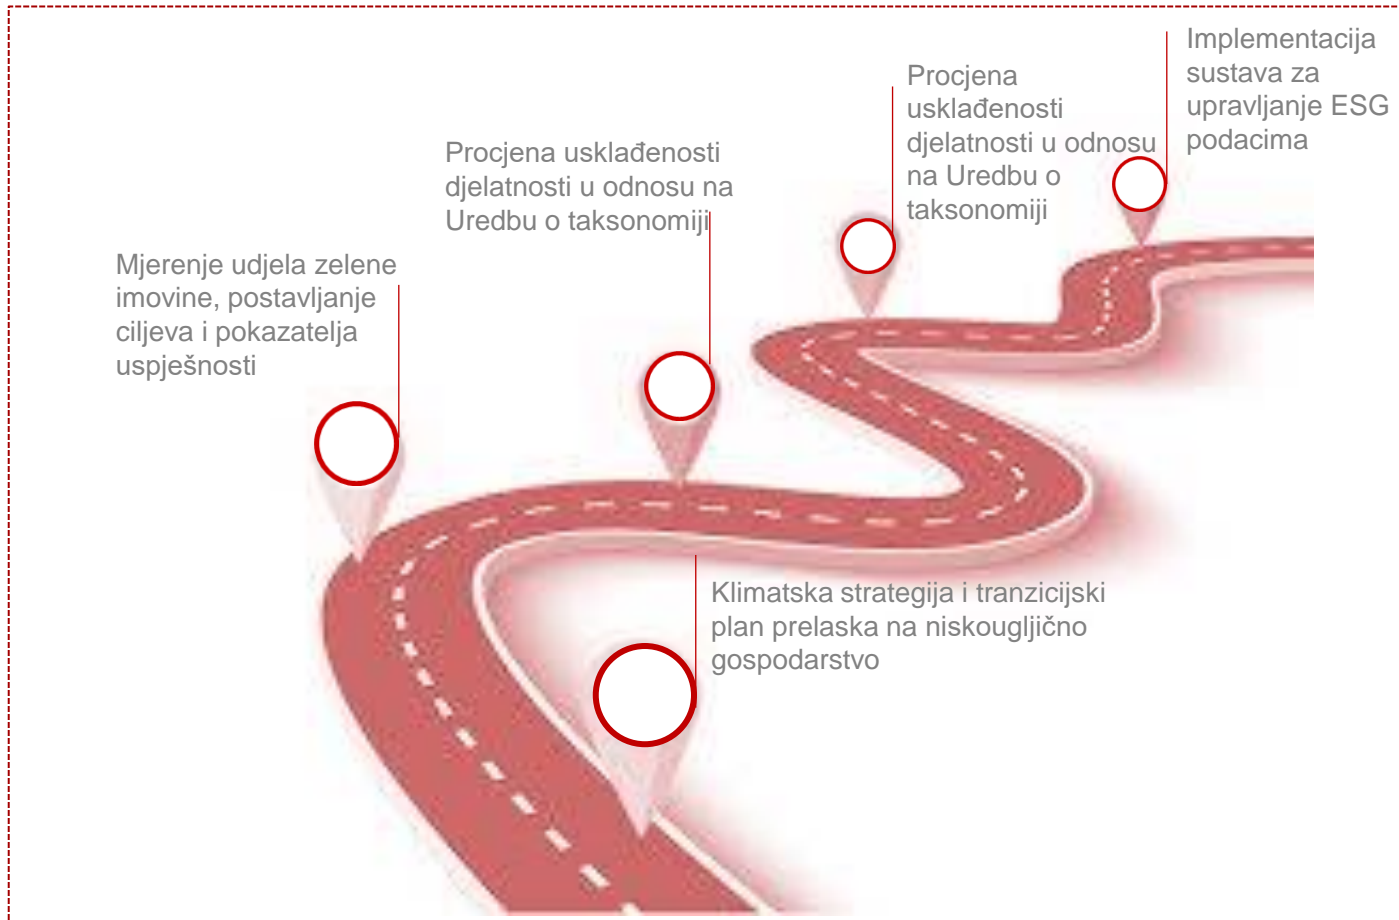 Mjerenje udjela zelene
imovine, postavljanje
ciljeva i pokazatelja
uspješnosti
Procjena usklađenosti
djelatnosti u odnosu na
Uredbu o taksonomiji
Procjena
usklađenosti
djelatnosti u odnosu
na Uredbu o
taksonomiji
Implementacija
sustava za
upravljanje ESG
podacima
Klimatska strategija i tranzicijski
plan prelaska na niskougljično
gospodarstvo